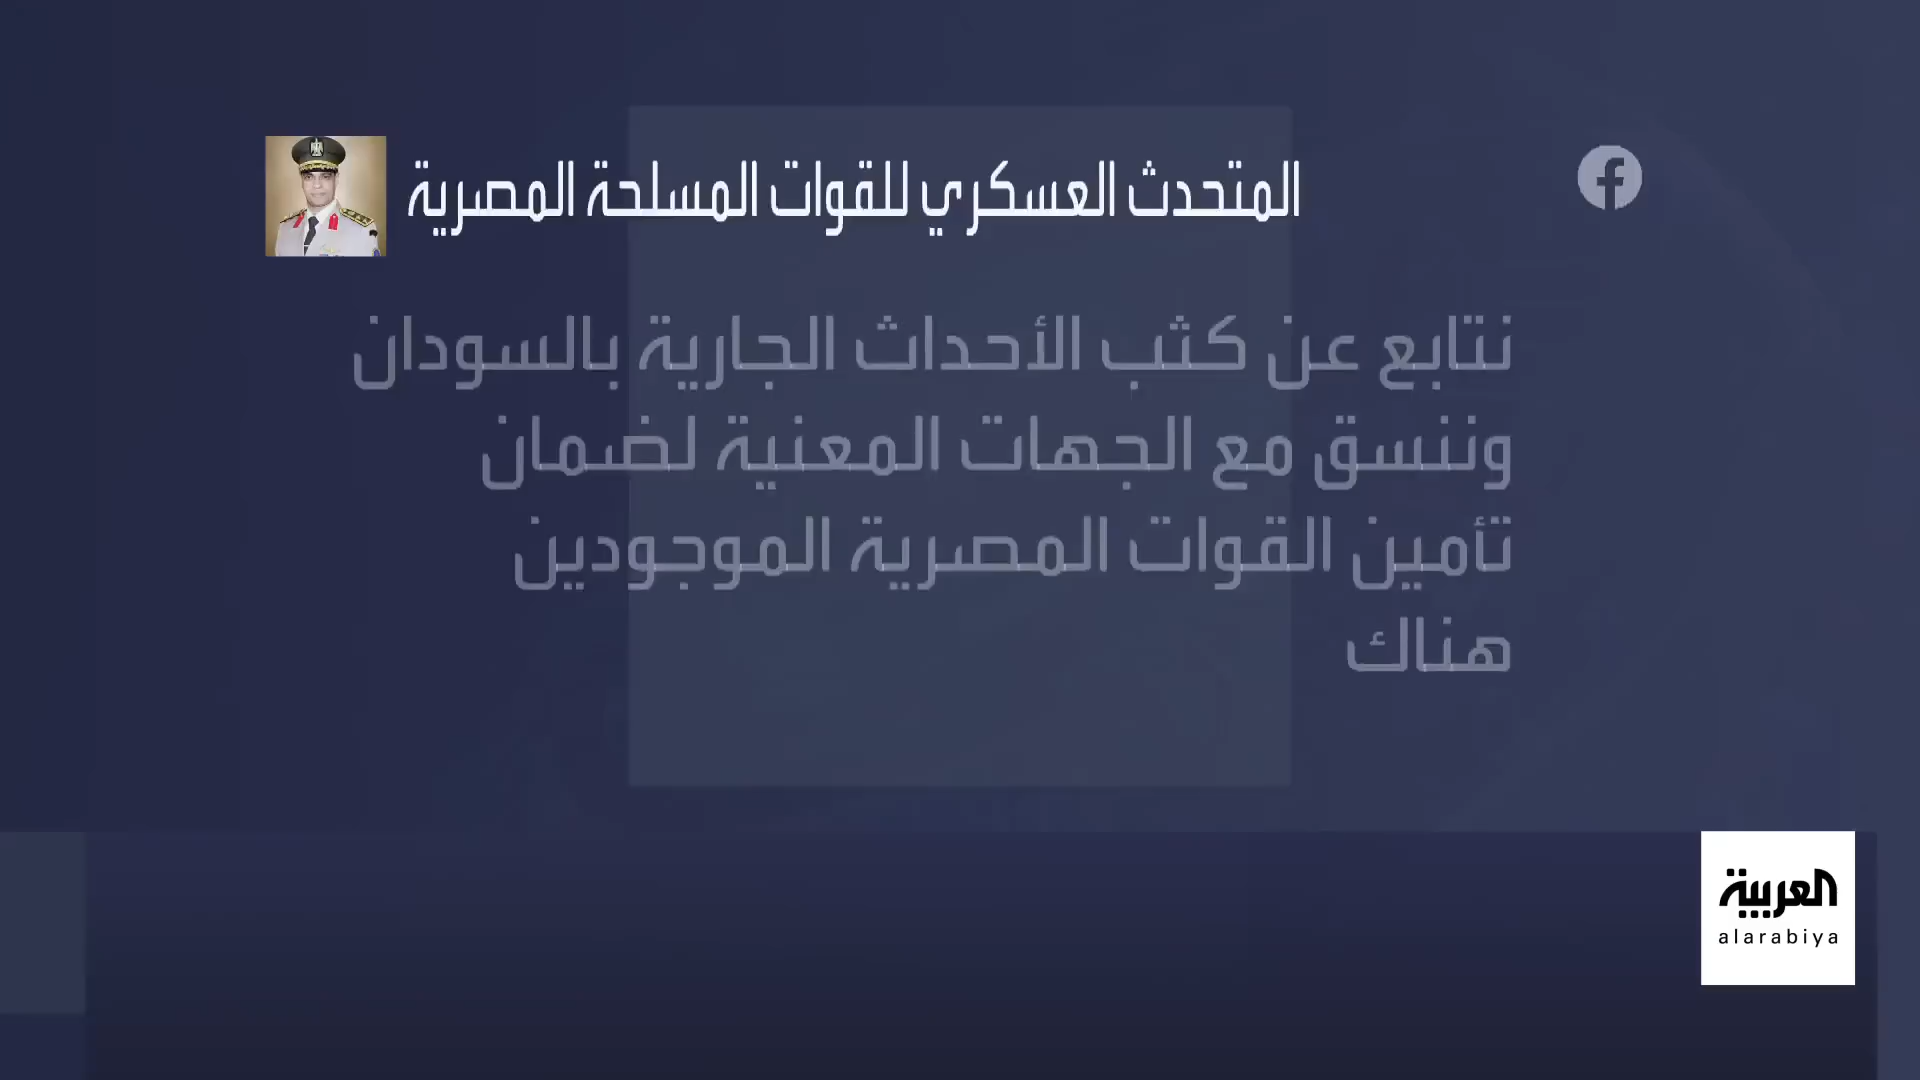 المتحدث العسكري للقوات المسلحة المصرية
نتابع عن كثب الأحداث الجارية بالسودان
وننسق مع الجهات المعنية لضمان
تأمين القوات المصرية الموجودين
هناك
العربية
alarabiya